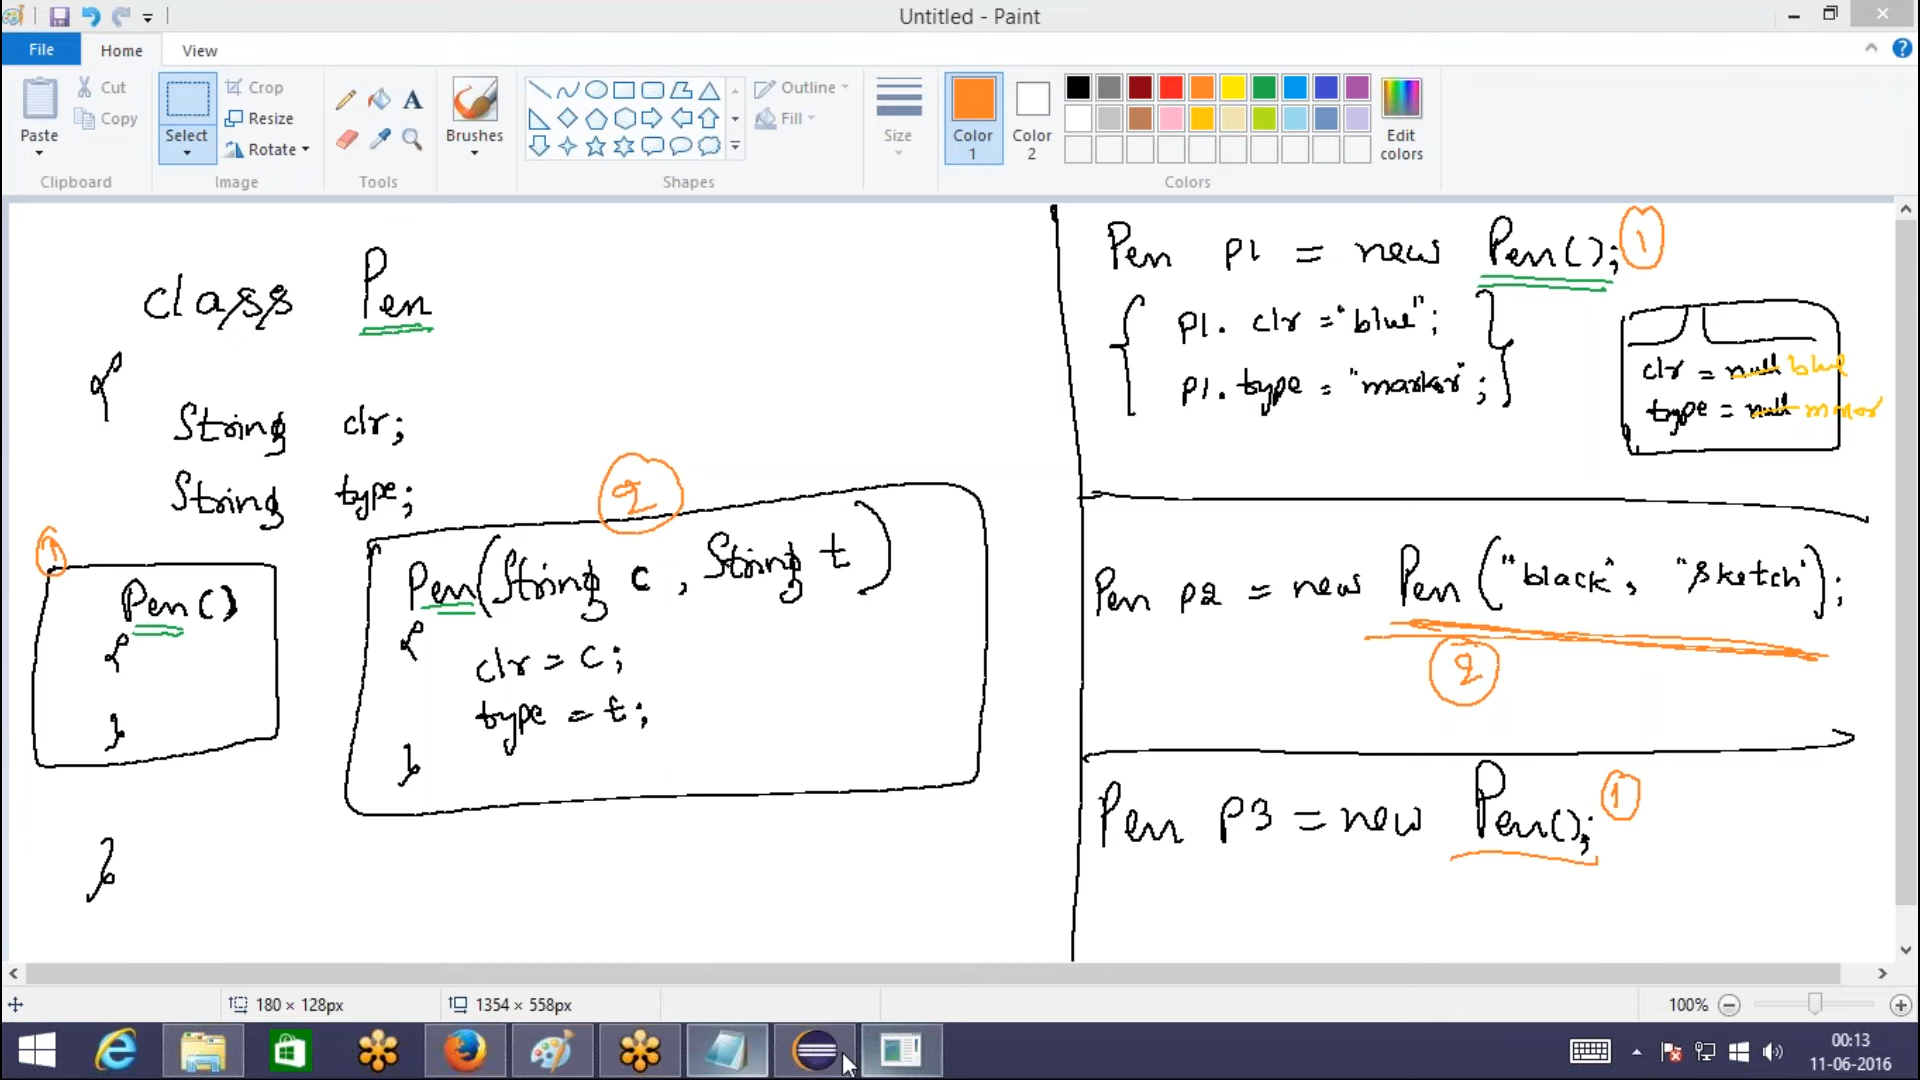 Untitled - Paint
File Home View
Paste
Cut
Copy
Clipboard
Select
Crop
Resize
Rotate
Image
Tools
Brushes
Shapes
Outline
Fill
Size
Color 1
Color 2
Edit colors
Colors
class Pen
{
String clr;
String type;
1
Pen()
{
}
2
Pen(String c, String t)
{
clr = c;
type = t;
}
}
Pen p1 = new Pen(); 1
{ p1. clr = "blue"; }
p1. type = "marker";
clr = null blue
type = null
Pen p2 = new Pen("black", "sketch");
2
Pen p3 = new Pen(); 1
180 × 128px
1354 × 558px
100%
00:13
11-06-2016